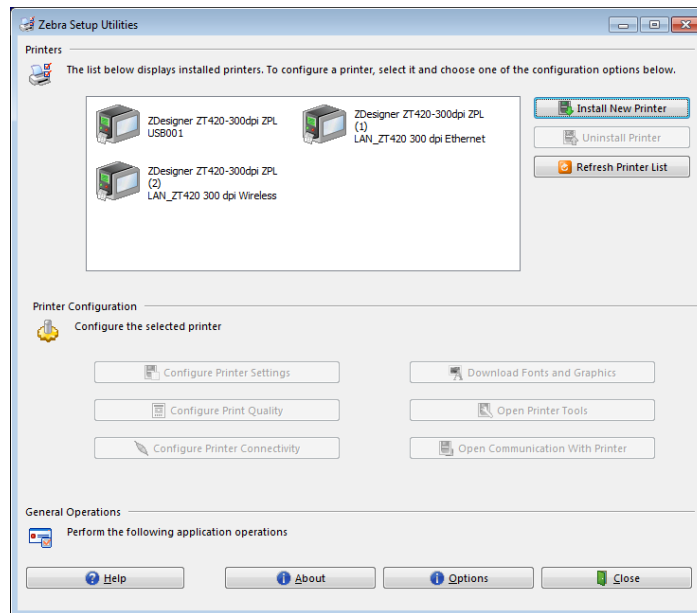 Zebra Setup Utilities
Printers
The list below displays installed printers. To configure a printer, select it and choose one of the configuration options below.
ZDesigner ZT420-300dpi ZPL
USB001
ZDesigner ZT420-300dpi ZPL
(1)
LAN_ZT420 300 dpi Ethernet
ZDesigner ZT420-300dpi ZPL
(2)
LAN_ZT420 300 dpi Wireless
Install New Printer
Uninstall Printer
Refresh Printer List
Printer Configuration
Configure the selected printer
Configure Printer Settings
Download Fonts and Graphics
Configure Print Quality
Open Printer Tools
Configure Printer Connectivity
Open Communication With Printer
General Operations
Perform the following application operations
Help
About
Options
Close